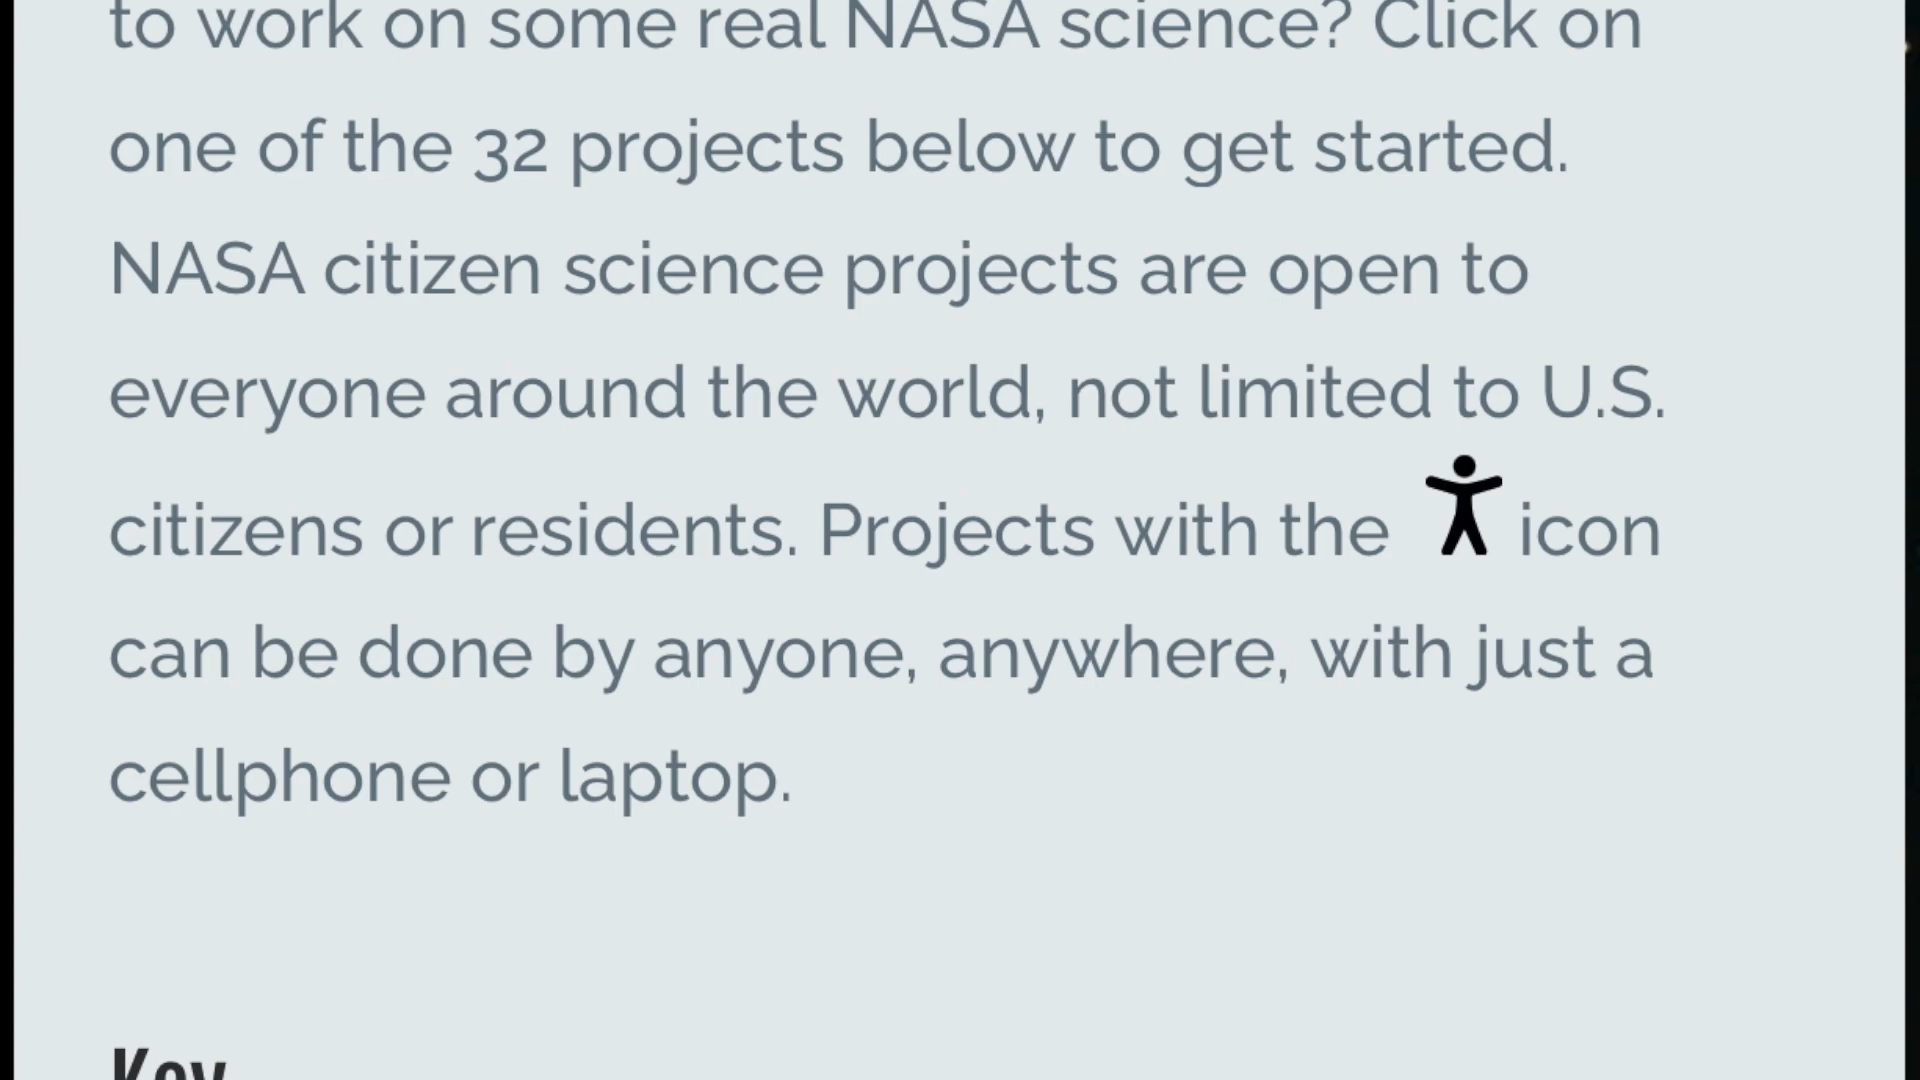 to work on some real NASA science? Click on
one of the 32 projects below to get started.
NASA citizen science projects are open to
everyone around the world, not limited to U.S.
citizens or residents. Projects with the icon
can be done by anyone, anywhere, with just a
cellphone or laptop.
Key